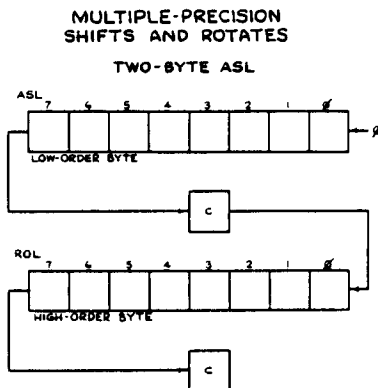 MULTIPLE-PRECISION
SHIFTS AND ROTATES
TWO-BYTE ASL
ASL
7 6 5 4 3 2 1 Ø
Ø
LOW-ORDER BYTE
C
ROL
7 6 5 4 3 2 1 Ø
HIGH-ORDER BYTE
C